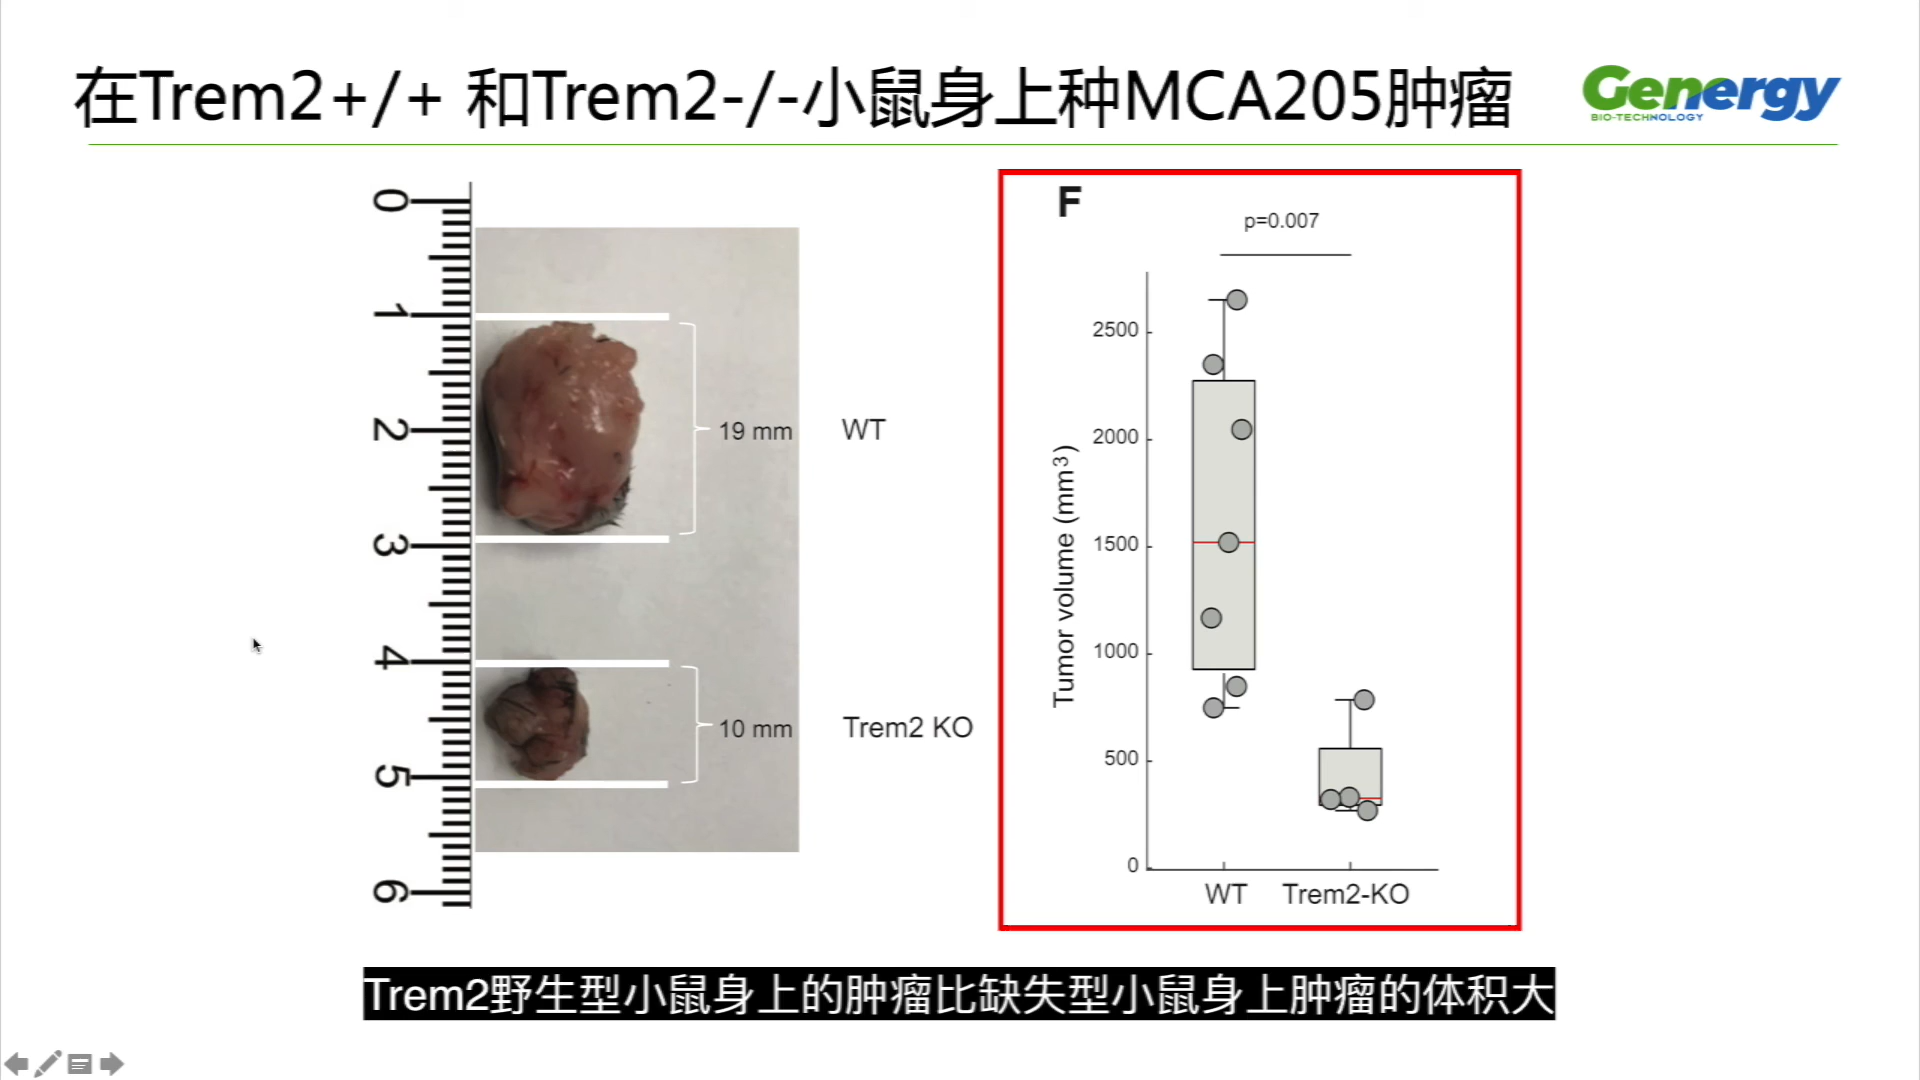 在Trem2+/+ 和Trem2-/-小鼠身上种MCA205肿瘤
Genergy
BIO-TECHNOLOGY
0
1
2
3
4
5
6
19 mm
WT
10 mm
Trem2 KO
F
p=0.007
Tumor volume (mm³)
2500
2000
1500
1000
500
0
WT
Trem2-KO
Trem2野生型小鼠身上的肿瘤比缺失型小鼠身上肿瘤的体积大